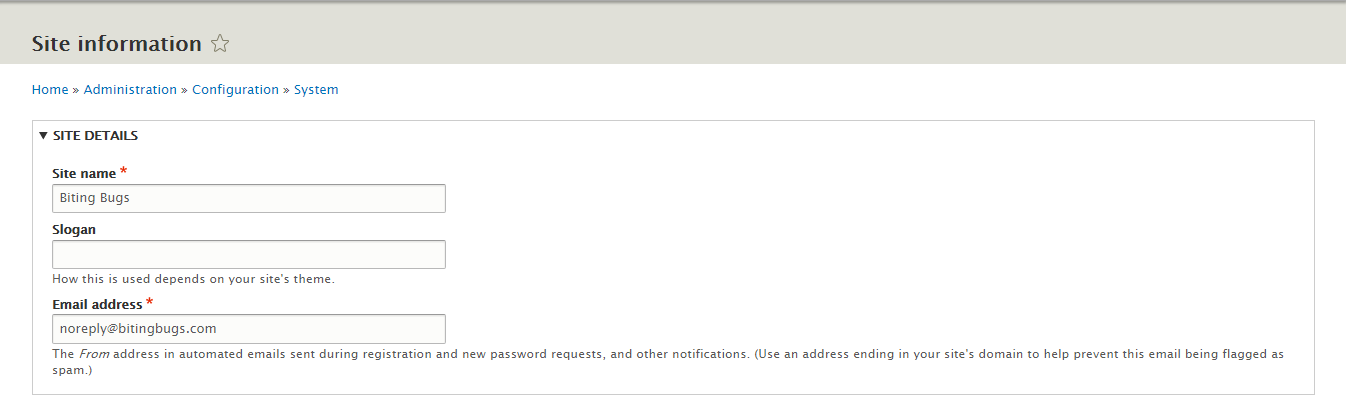 Site information
Home » Administration » Configuration » System
SITE DETAILS
Site name *
Biting Bugs
Slogan
How this is used depends on your site's theme.
Email address *
noreply@bitingbugs.com
The From address in automated emails sent during registration and new password requests, and other notifications. (Use an address ending in your site's domain to help prevent this email being flagged as
spam.)